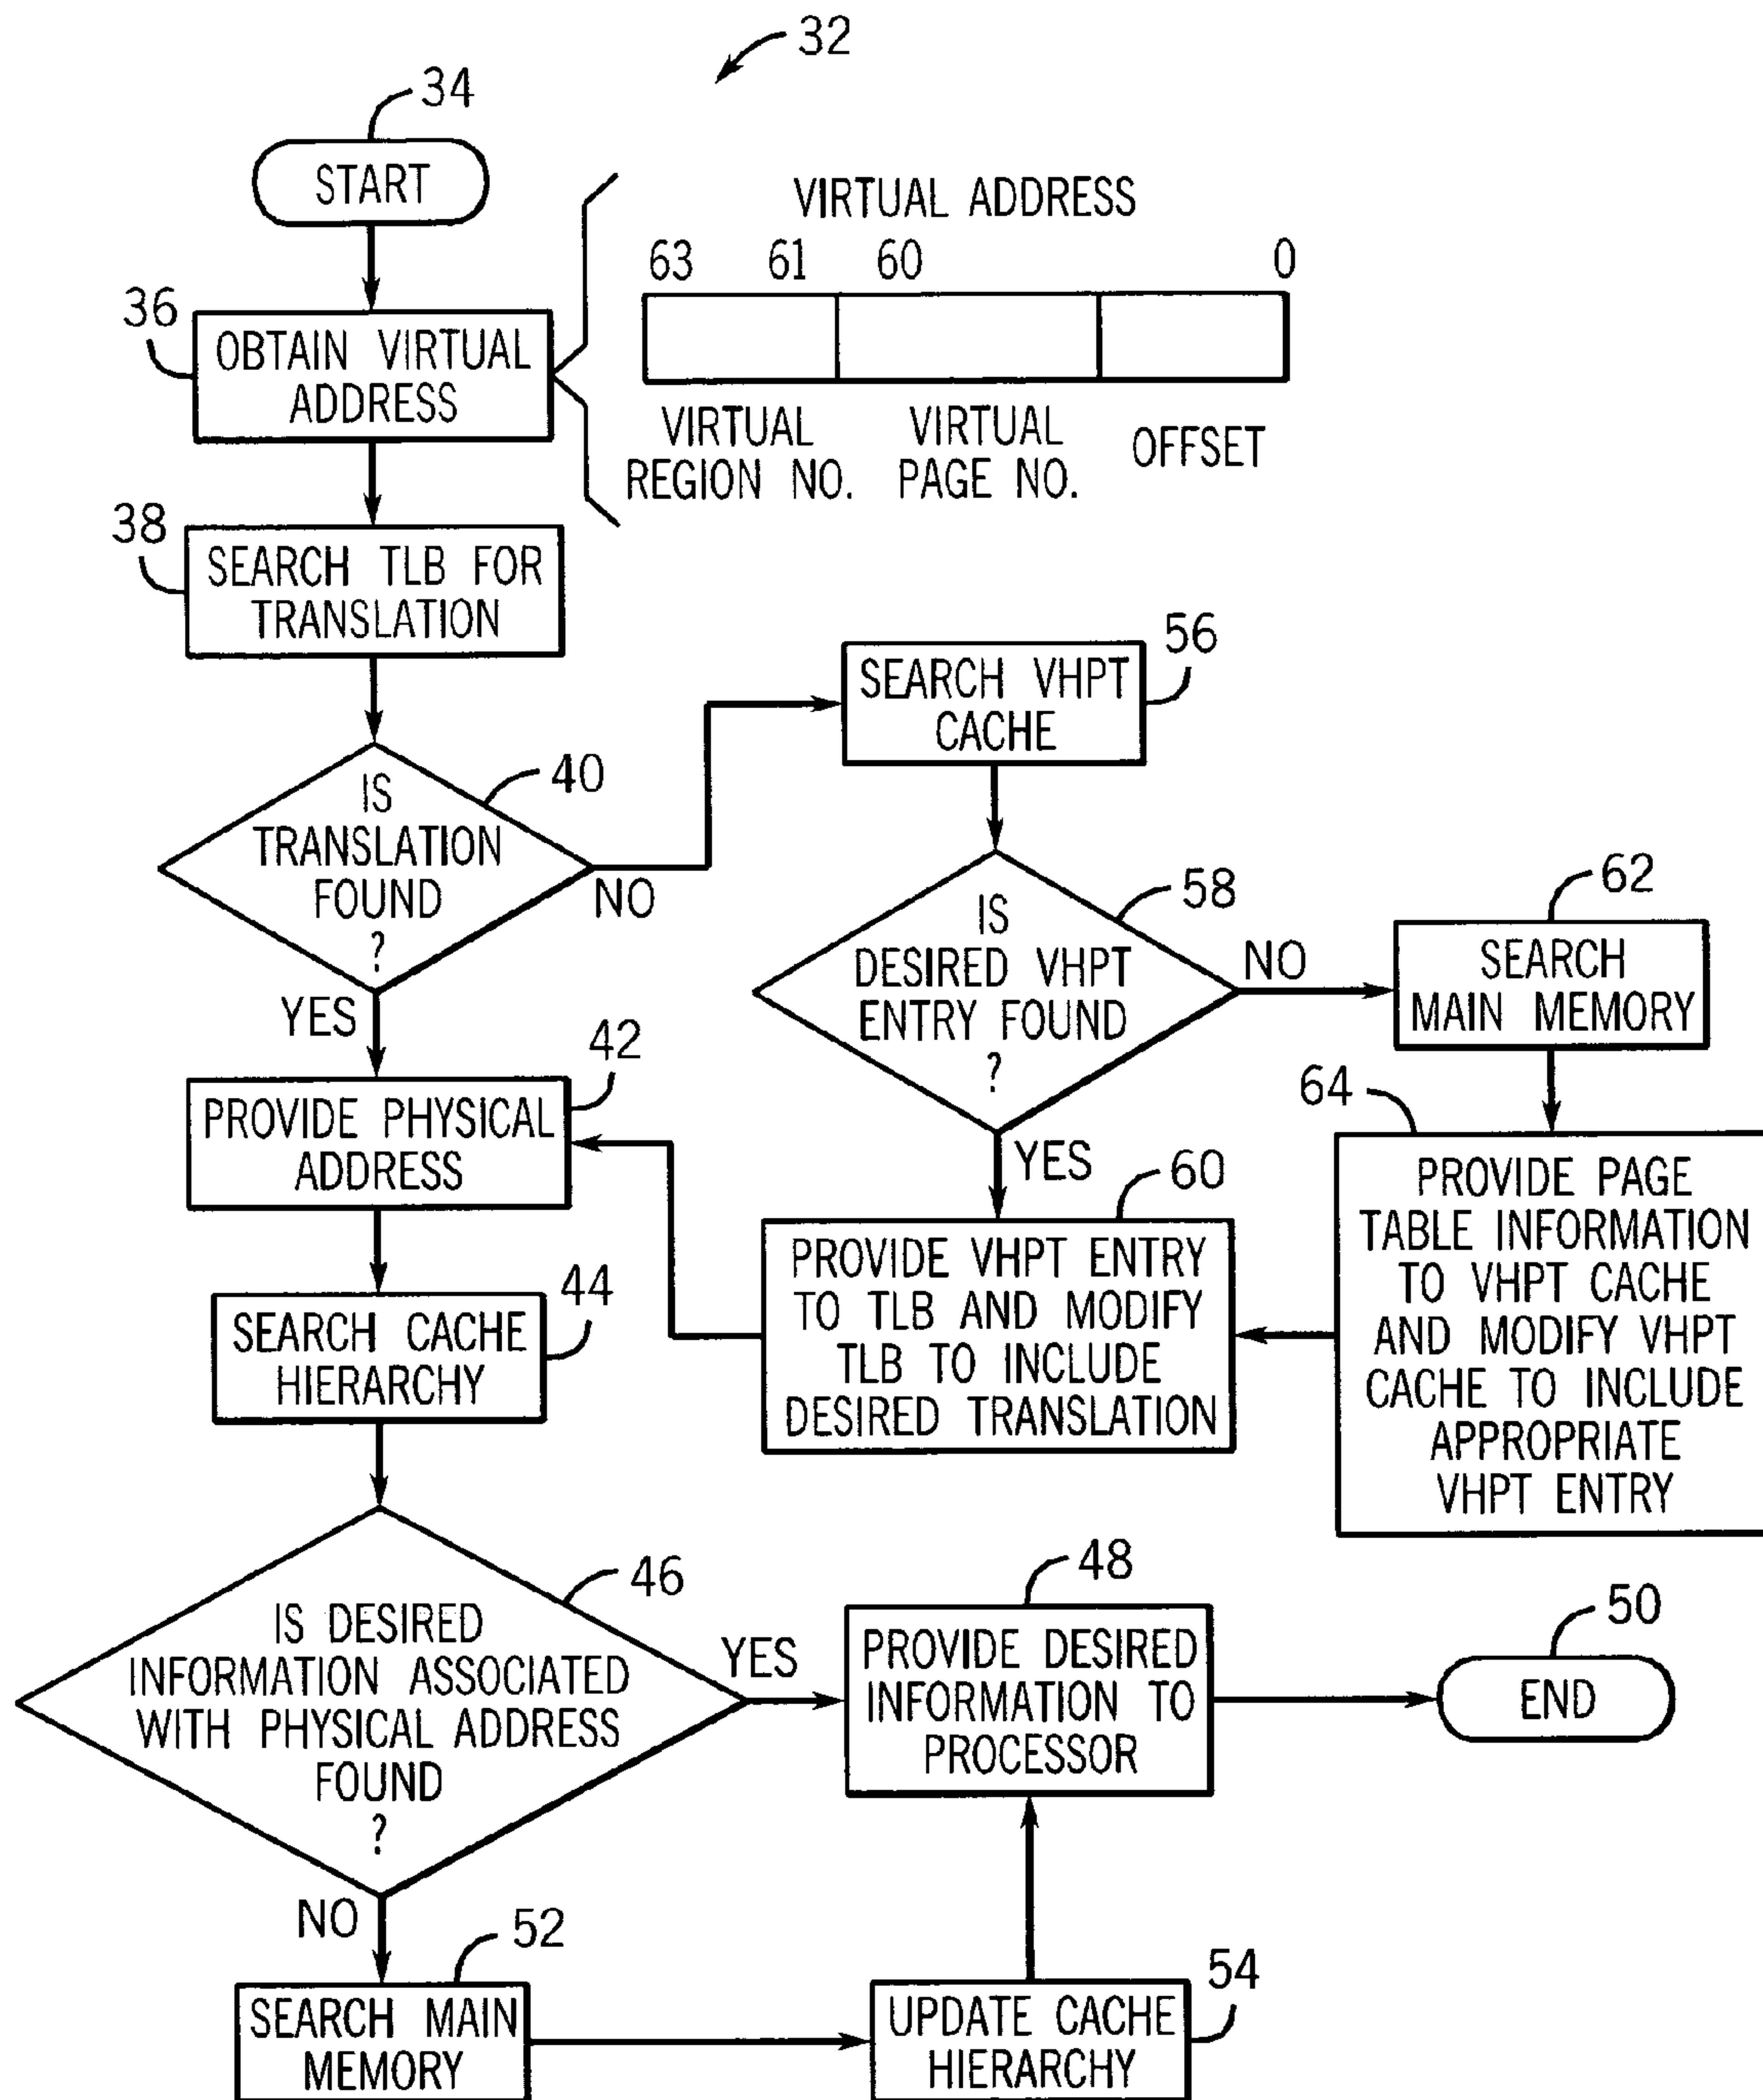 32
34
START
VIRTUAL ADDRESS
63 61 60 0
36
OBTAIN VIRTUAL
ADDRESS
VIRTUAL
REGION NO.
VIRTUAL
PAGE NO.
OFFSET
38
SEARCH TLB FOR
TRANSLATION
40
IS
TRANSLATION
FOUND
?
NO
YES
56
SEARCH VHPT
CACHE
58
IS
DESIRED VHPT
ENTRY FOUND
?
NO
YES
62
SEARCH
MAIN MEMORY
64
PROVIDE PAGE
TABLE INFORMATION
TO VHPT CACHE
AND MODIFY VHPT
CACHE TO INCLUDE
APPROPRIATE
VHPT ENTRY
60
PROVIDE VHPT ENTRY
TO TLB AND MODIFY
TLB TO INCLUDE
DESIRED TRANSLATION
42
PROVIDE PHYSICAL
ADDRESS
44
SEARCH CACHE
HIERARCHY
46
IS DESIRED
INFORMATION ASSOCIATED
WITH PHYSICAL ADDRESS
FOUND
?
YES
NO
48
PROVIDE DESIRED
INFORMATION TO
PROCESSOR
50
END
52
SEARCH MAIN
MEMORY
54
UPDATE CACHE
HIERARCHY